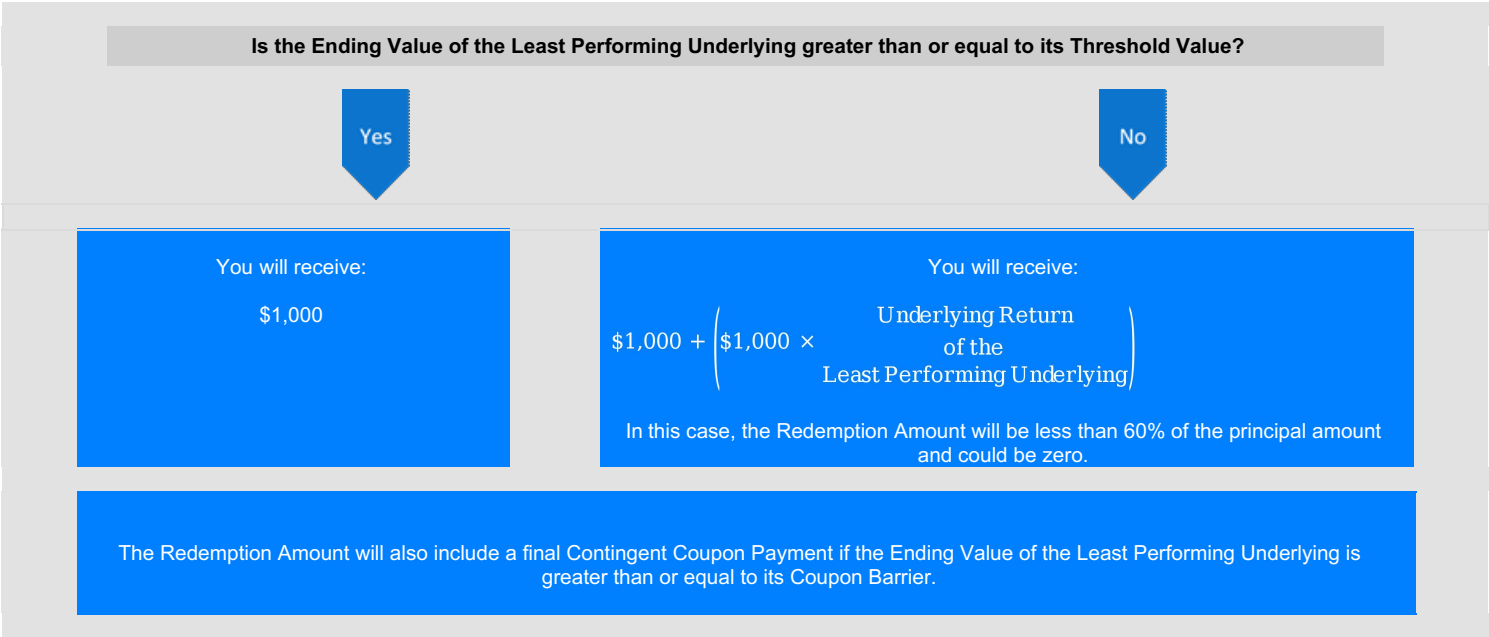 Is the Ending Value of the Least Performing Underlying greater than or equal to its Threshold Value?
Yes
No
You will receive:
$1,000
You will receive:
$1,000 + ($1,000 × Underlying Return
of the
Least Performing Underlying)
In this case, the Redemption Amount will be less than 60% of the principal amount
and could be zero.
The Redemption Amount will also include a final Contingent Coupon Payment if the Ending Value of the Least Performing Underlying is
greater than or equal to its Coupon Barrier.